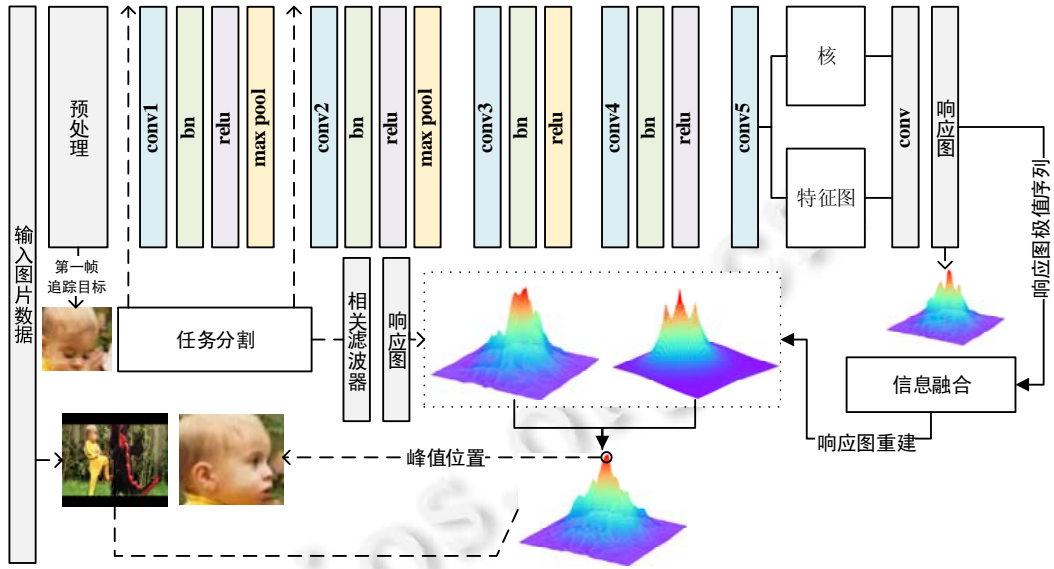 输入图片数据
预处理
第一帧
追踪目标
conv1
bn
relu
max pool
conv2
bn
relu
max pool
conv3
bn
relu
conv4
bn
relu
conv5
核
特征图
conv
响应图
响应图极值序列
任务分割
相关滤波器
响应图
信息融合
响应图重建
峰值位置